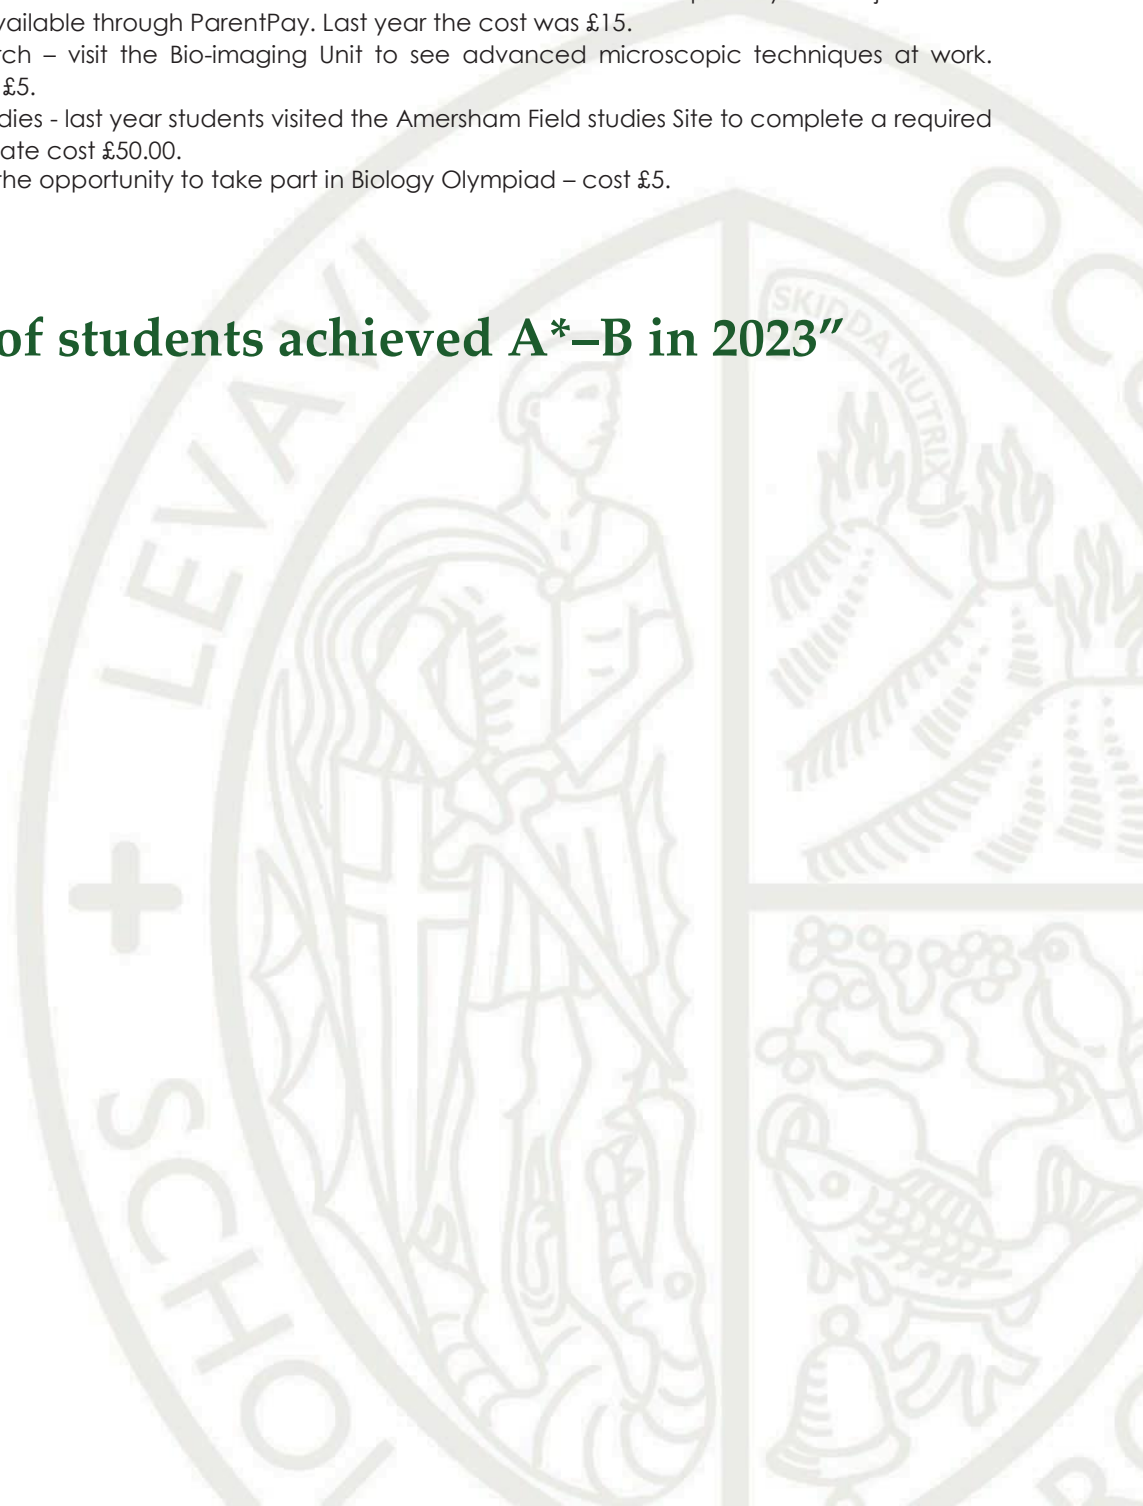 vailable through ParentPay. Last year the cost was £15.
rch – visit the Bio-imaging Unit to see advanced microscopic techniques at work.
£5.
dies - last year students visited the Amersham Field studies Site to complete a required
ate cost £50.00.
the opportunity to take part in Biology Olympiad – cost £5.
of students achieved A*–B in 2023”
SKIDDA NUTRIX
LEVAVI
OCC
SCHO